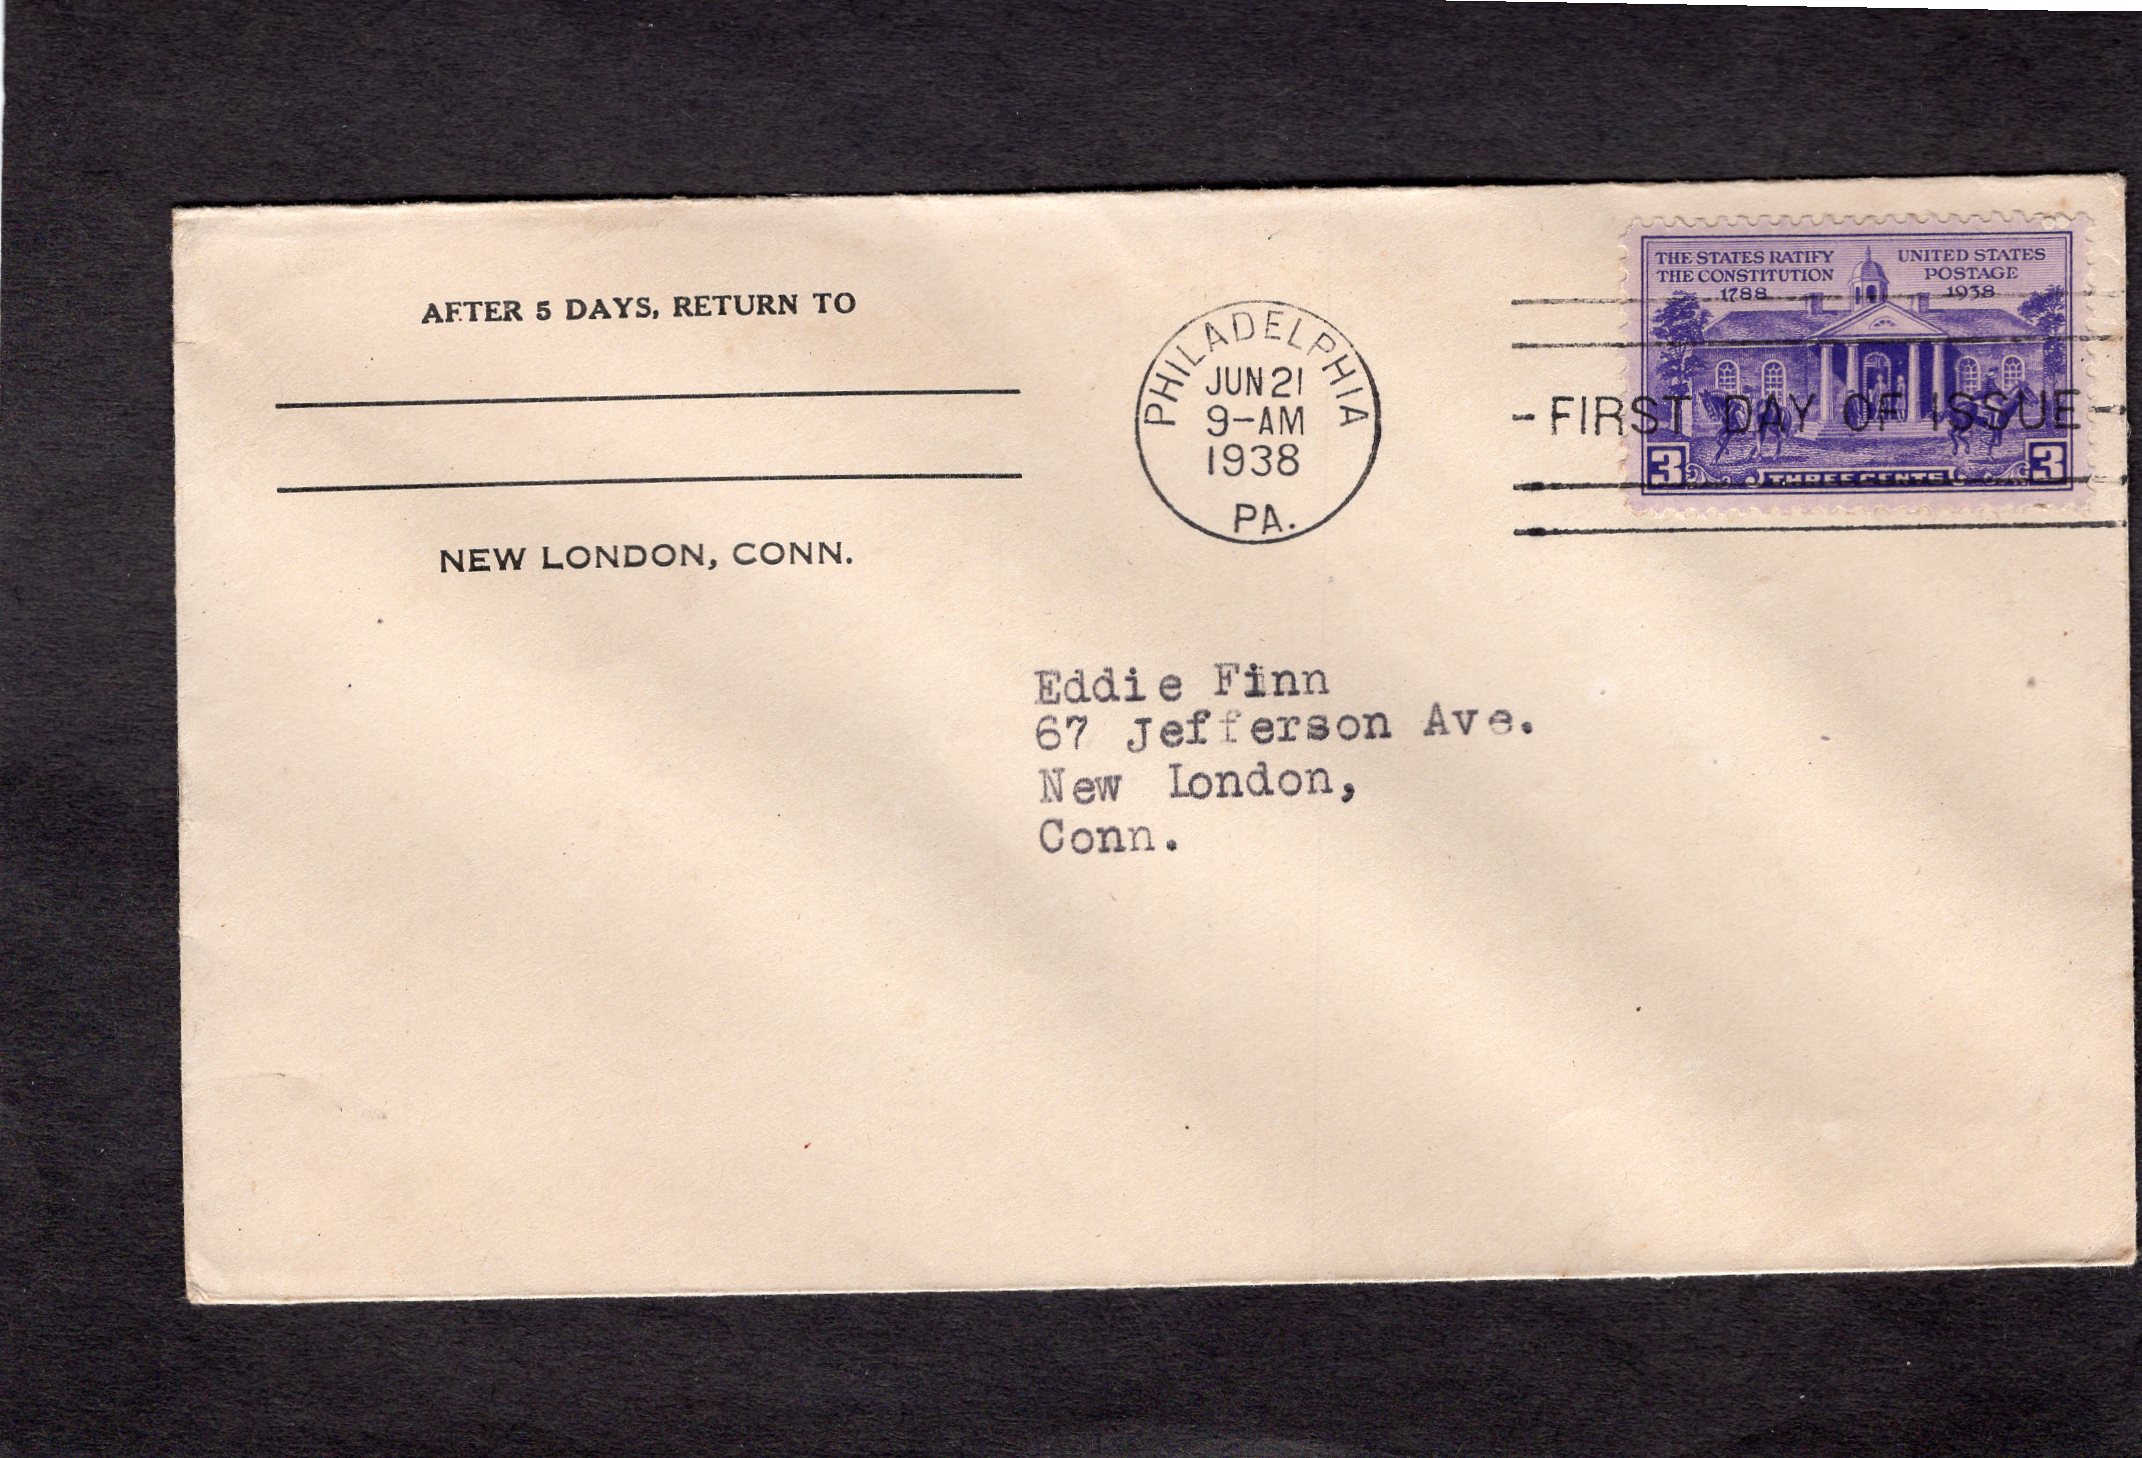 AFTER 5 DAYS, RETURN TO
NEW LONDON, CONN.
PHILADELPHIA
JUN 21
9-AM
1938
PA.
THE STATES RATIFY
THE CONSTITUTION
1788
UNITED STATES
POSTAGE
1938
- FIRST DAY OF ISSUE -
3 THREE CENTS 3
Eddie Finn
67 Jefferson Ave.
New London,
Conn.